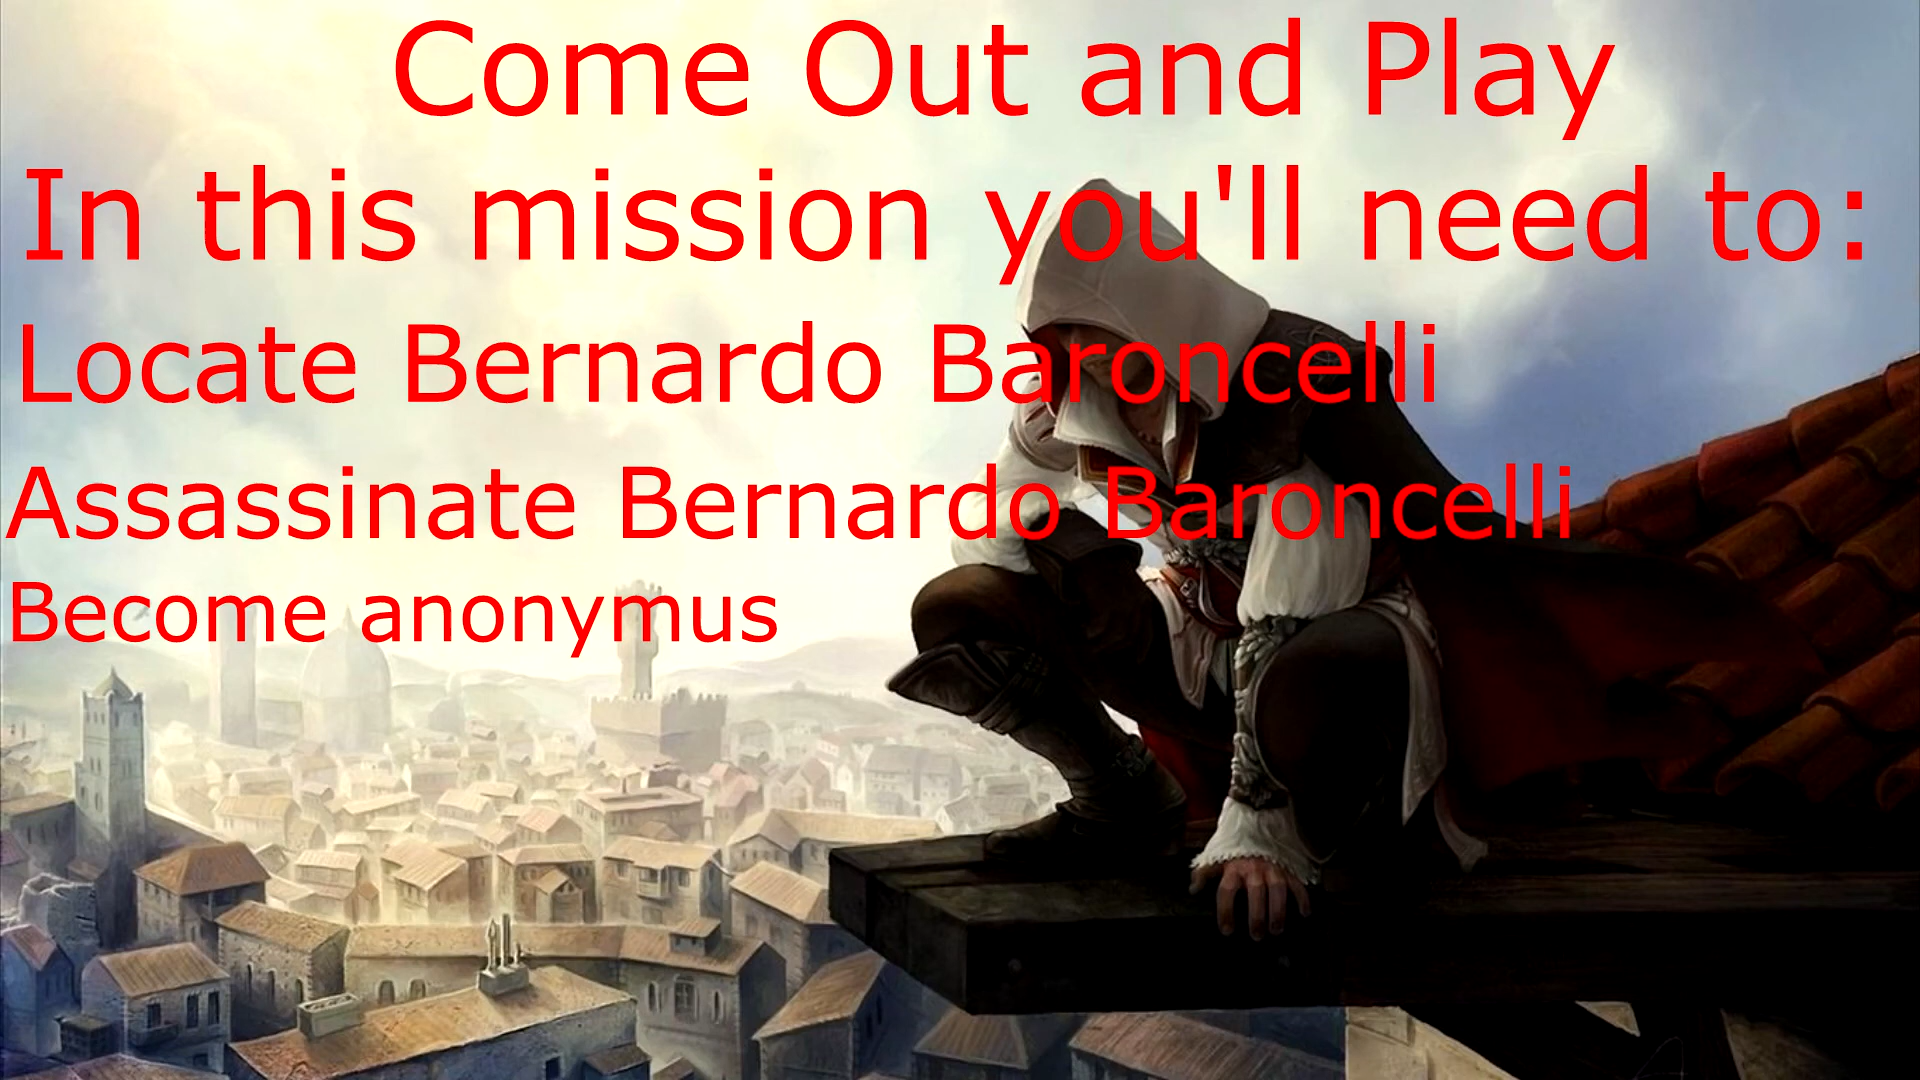 Come Out and Play
In this mission you'll need to:
Locate Bernardo Baroncelli
Assassinate Bernardo Baroncelli
Become anonymus